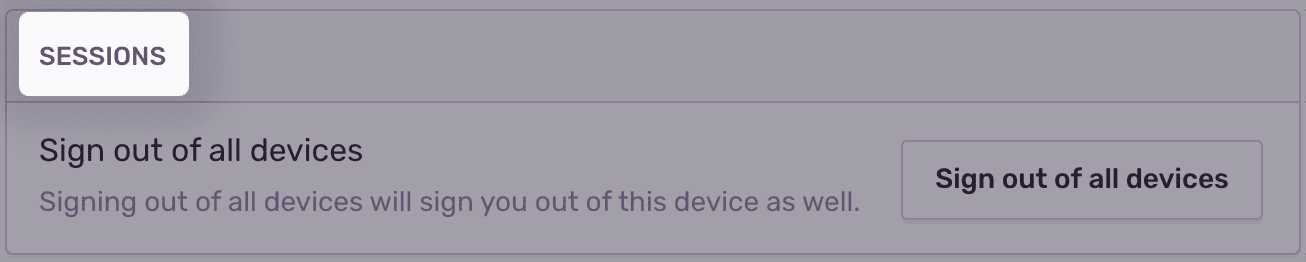 SESSIONS
Sign out of all devices
Signing out of all devices will sign you out of this device as well.
Sign out of all devices